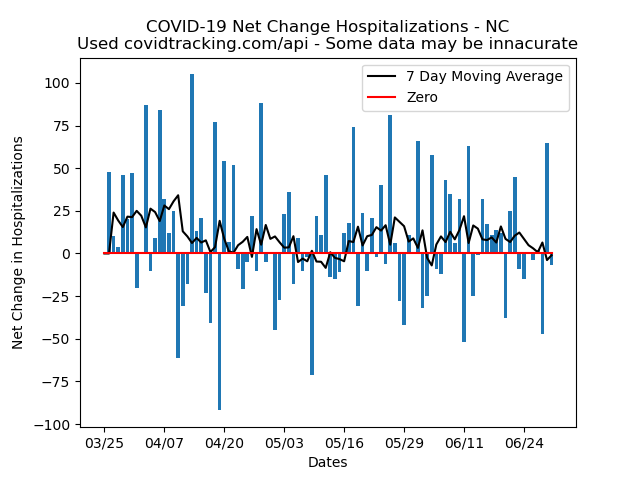 COVID-19 Net Change Hospitalizations - NC
Used covidtracking.com/api - Some data may be innacurate
7 Day Moving Average
Zero
Net Change in Hospitalizations
100
75
50
25
0
−25
−50
−75
−100
03/25 04/07 04/20 05/03 05/16 05/29 06/11 06/24
Dates